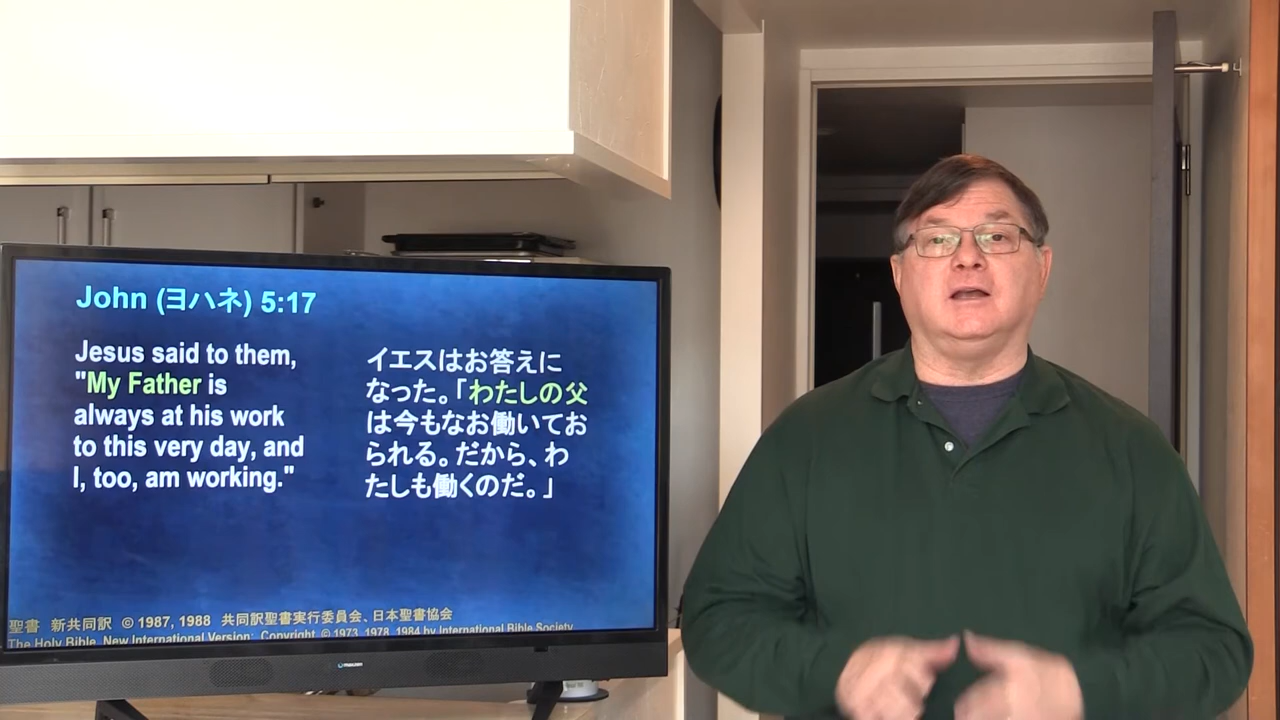 John (ヨハネ) 5:17
Jesus said to them,
"My Father is
always at his work
to this very day, and
I, too, am working."
イエスはお答えに
なった。「わたしの父
は今もなお働いてお
られる。だから、わ
たしも働くのだ。」
聖書 新共同訳 © 1987, 1988 共同訳聖書実行委員会、日本聖書協会
The Holy Bible, New International Version; Copyright © 1973, 1978, 1984 by International Bible Society